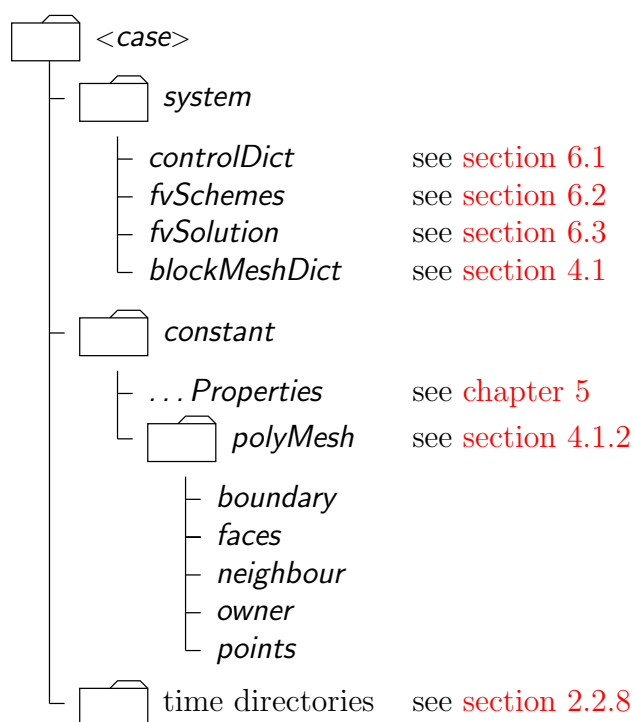 <case>
system
controlDict see section 6.1
fvSchemes see section 6.2
fvSolution see section 6.3
blockMeshDict see section 4.1
constant
...Properties see chapter 5
polyMesh see section 4.1.2
boundary
faces
neighbour
owner
points
time directories see section 2.2.8